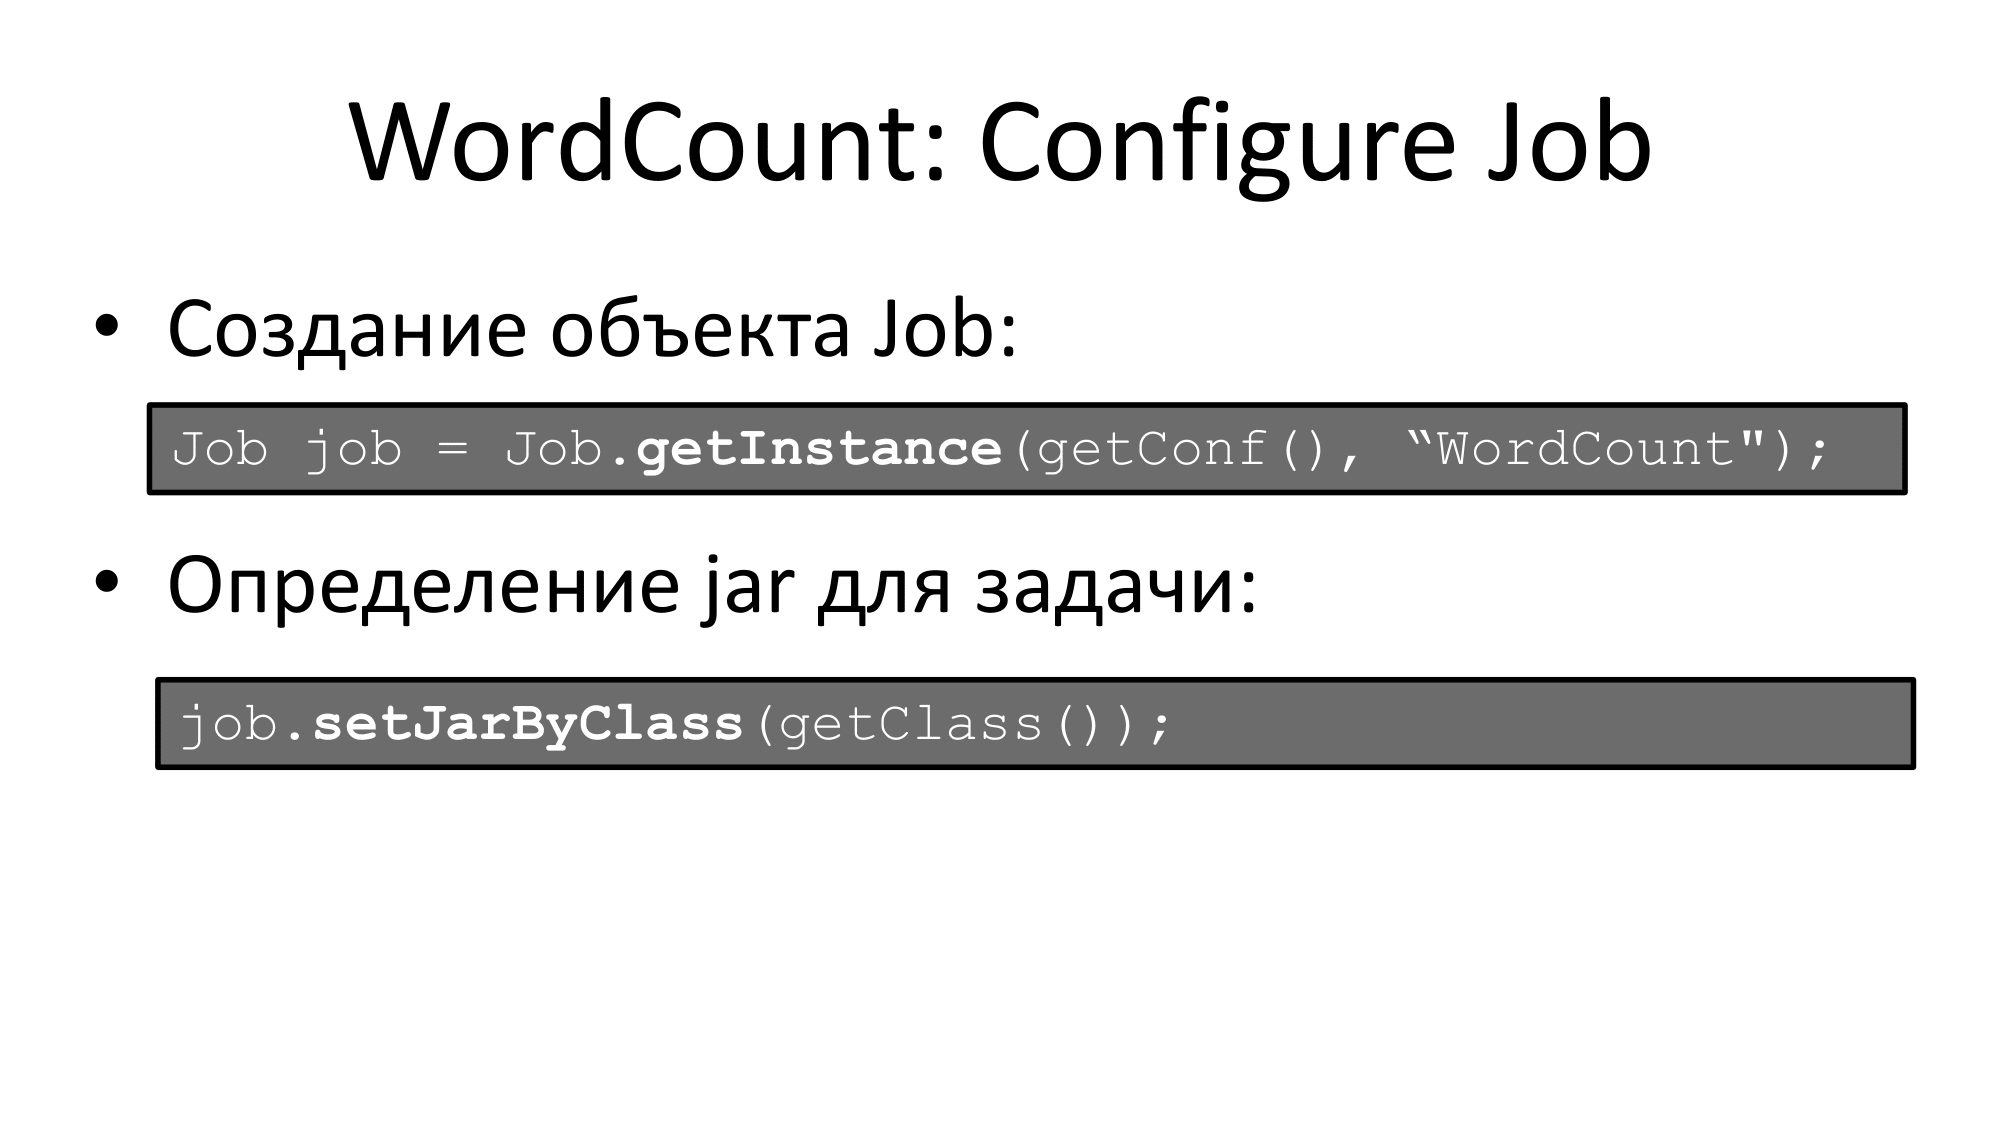 WordCount: Configure Job
• Создание объекта Job:
Job job = Job.getInstance(getConf(), “WordCount");
• Определение jar для задачи:
job.setJarByClass(getClass());